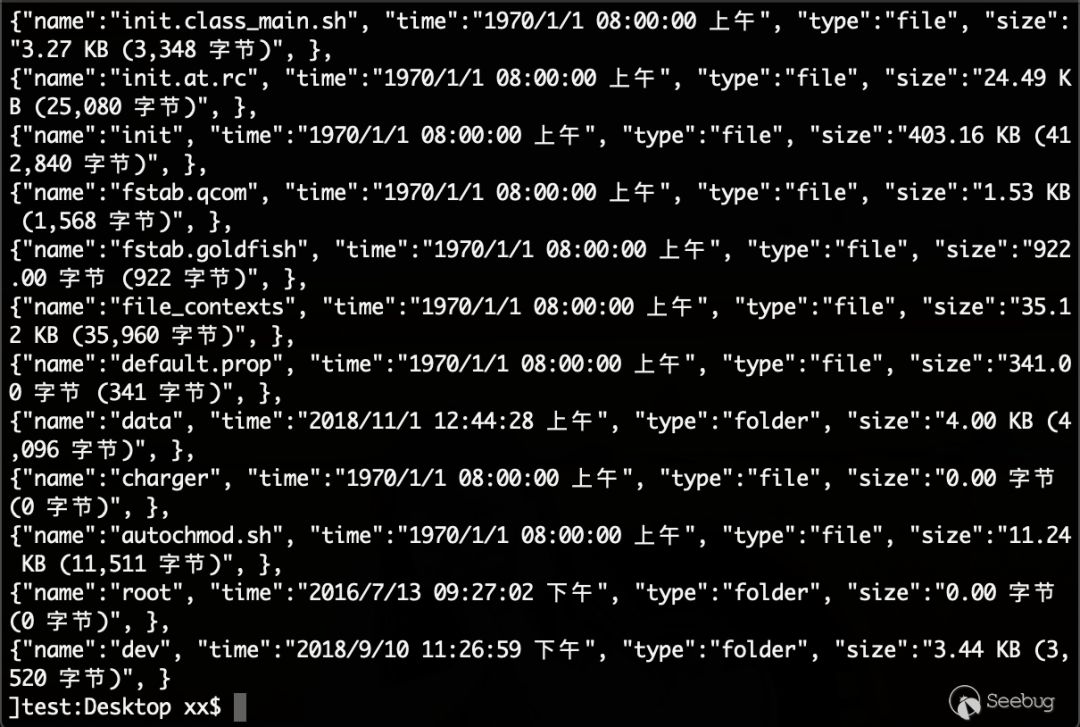 {"name":"init.class_main.sh", "time":"1970/1/1 08:00:00 上午", "type":"file", "size":
"3.27 KB (3,348 字节)", },
{"name":"init.at.rc", "time":"1970/1/1 08:00:00 上午", "type":"file", "size":"24.49 K
B (25,080 字节)", },
{"name":"init", "time":"1970/1/1 08:00:00 上午", "type":"file", "size":"403.16 KB (41
2,840 字节)", },
{"name":"fstab.qcom", "time":"1970/1/1 08:00:00 上午", "type":"file", "size":"1.53 KB
 (1,568 字节)", },
{"name":"fstab.goldfish", "time":"1970/1/1 08:00:00 上午", "type":"file", "size":"922
.00 字节 (922 字节)", },
{"name":"file_contexts", "time":"1970/1/1 08:00:00 上午", "type":"file", "size":"35.1
2 KB (35,960 字节)", },
{"name":"default.prop", "time":"1970/1/1 08:00:00 上午", "type":"file", "size":"341.0
0 字节 (341 字节)", },
{"name":"data", "time":"2018/11/1 12:44:28 上午", "type":"folder", "size":"4.00 KB (4
,096 字节)", },
{"name":"charger", "time":"1970/1/1 08:00:00 上午", "type":"file", "size":"0.00 字节
(0 字节)", },
{"name":"autochmod.sh", "time":"1970/1/1 08:00:00 上午", "type":"file", "size":"11.24
 KB (11,511 字节)", },
{"name":"root", "time":"2016/7/13 09:27:02 下午", "type":"folder", "size":"0.00 字节
(0 字节)", },
{"name":"dev", "time":"2018/9/10 11:26:59 下午", "type":"folder", "size":"3.44 KB (3,
520 字节)", }
]test:Desktop xx$
Seebug